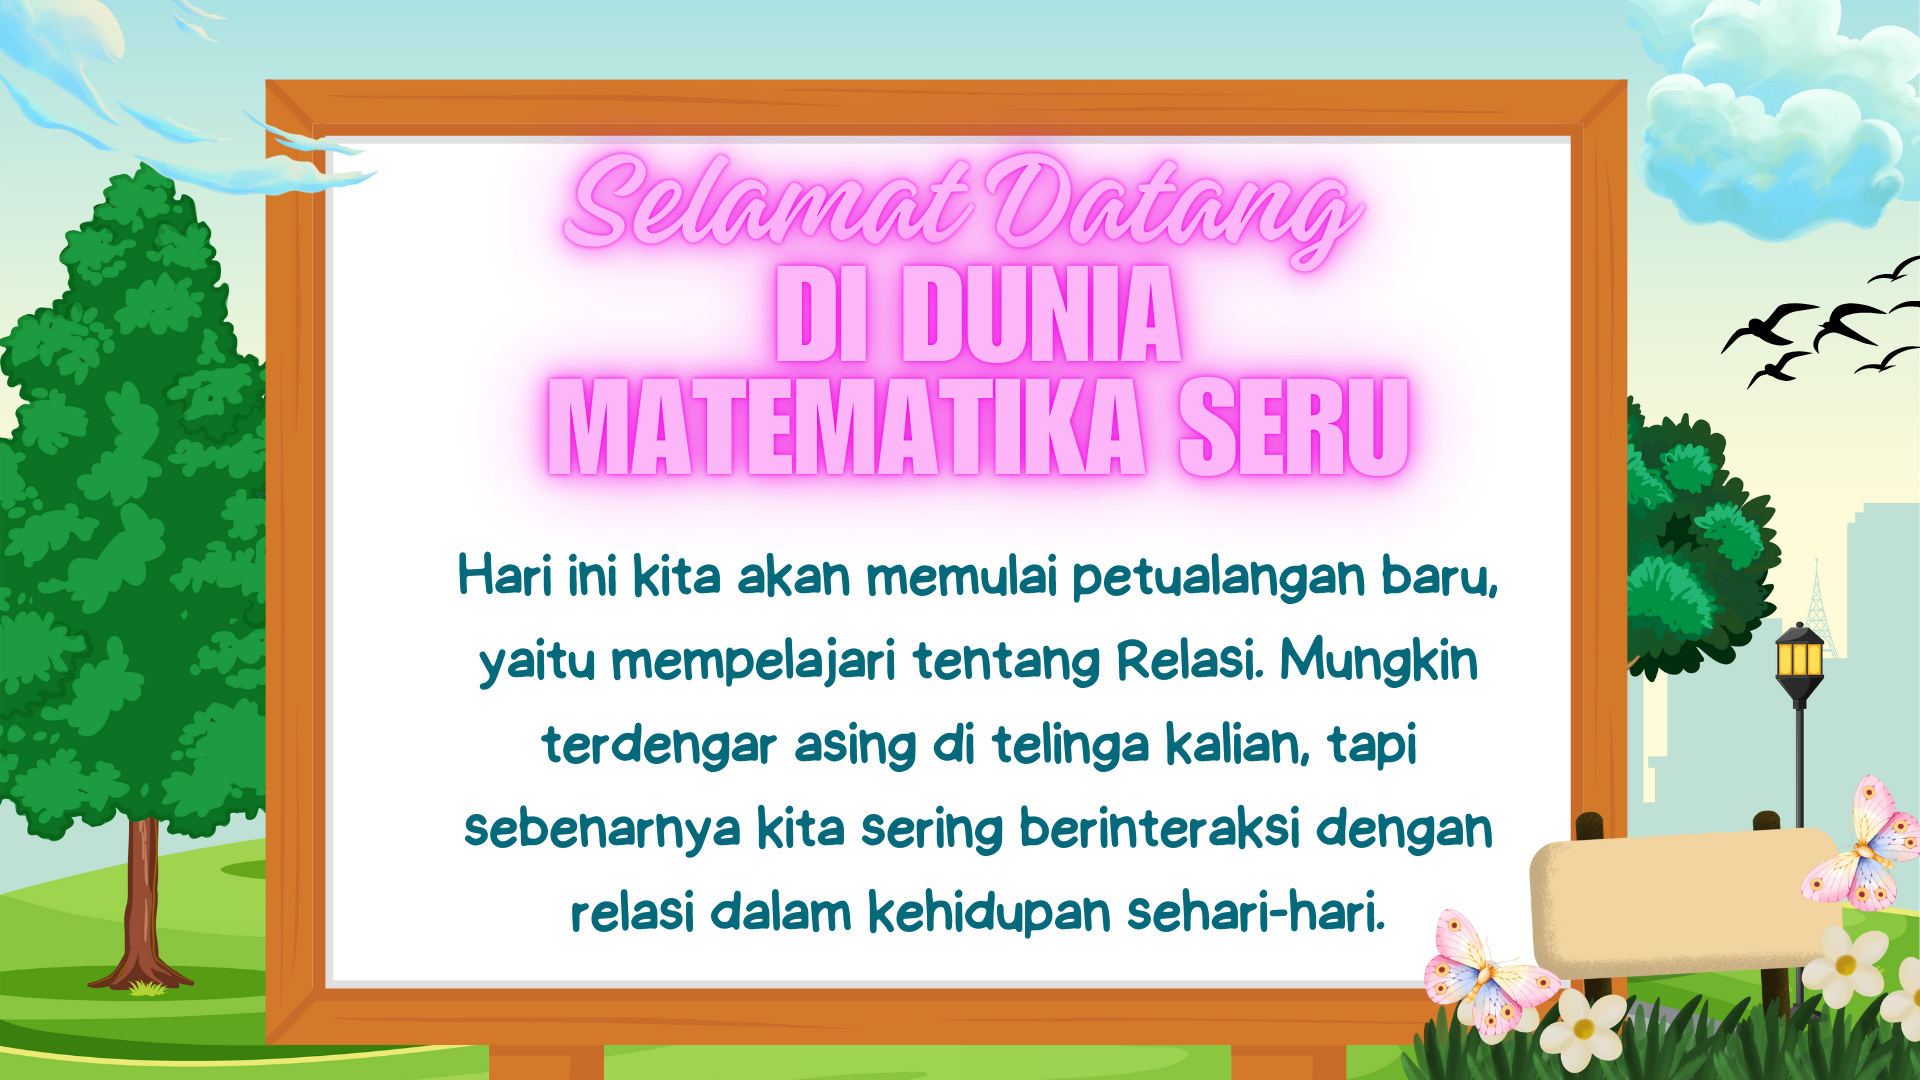 Selamat Datang
DI DUNIA
MATEMATIKA SERU
Hari ini kita akan memulai petualangan baru,
yaitu mempelajari tentang Relasi. Mungkin
terdengar asing di telinga kalian, tapi
sebenarnya kita sering berinteraksi dengan
relasi dalam kehidupan sehari-hari.